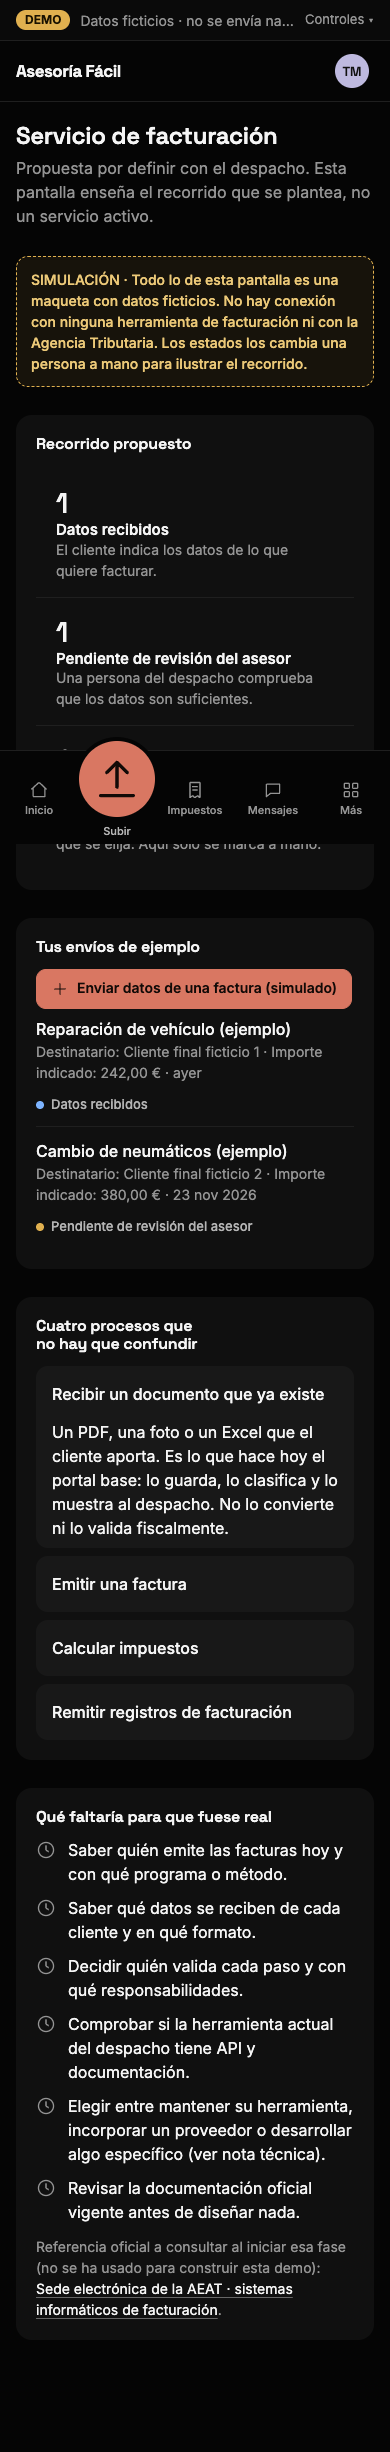 DEMO Datos ficticios · no se envía na... Controles ▾
Asesoría Fácil TM
Servicio de facturación
Propuesta por definir con el despacho. Esta
pantalla enseña el recorrido que se plantea, no
un servicio activo.
SIMULACIÓN · Todo lo de esta pantalla es una
maqueta con datos ficticios. No hay conexión
con ninguna herramienta de facturación ni con la
Agencia Tributaria. Los estados los cambia una
persona a mano para ilustrar el recorrido.
Recorrido propuesto
1
Datos recibidos
El cliente indica los datos de lo que
quiere facturar.
1
Pendiente de revisión del asesor
Una persona del despacho comprueba
que los datos son suficientes.
Inicio
Subir
Impuestos
Mensajes
Más
que se elija. Aquí solo se marca a mano.
Tus envíos de ejemplo
Enviar datos de una factura (simulado)
Reparación de vehículo (ejemplo)
Destinatario: Cliente final ficticio 1 · Importe
indicado: 242,00 € · ayer
Datos recibidos
Cambio de neumáticos (ejemplo)
Destinatario: Cliente final ficticio 2 · Importe
indicado: 380,00 € · 23 nov 2026
Pendiente de revisión del asesor
Cuatro procesos que
no hay que confundir
Recibir un documento que ya existe
Un PDF, una foto o un Excel que el
cliente aporta. Es lo que hace hoy el
portal base: lo guarda, lo clasifica y lo
muestra al despacho. No lo convierte
ni lo valida fiscalmente.
Emitir una factura
Calcular impuestos
Remitir registros de facturación
Qué faltaría para que fuese real
Saber quién emite las facturas hoy y
con qué programa o método.
Saber qué datos se reciben de cada
cliente y en qué formato.
Decidir quién valida cada paso y con
qué responsabilidades.
Comprobar si la herramienta actual
del despacho tiene API y
documentación.
Elegir entre mantener su herramienta,
incorporar un proveedor o desarrollar
algo específico (ver nota técnica).
Revisar la documentación oficial
vigente antes de diseñar nada.
Referencia oficial a consultar al iniciar esa fase
(no se ha usado para construir esta demo):
Sede electrónica de la AEAT · sistemas
informáticos de facturación.